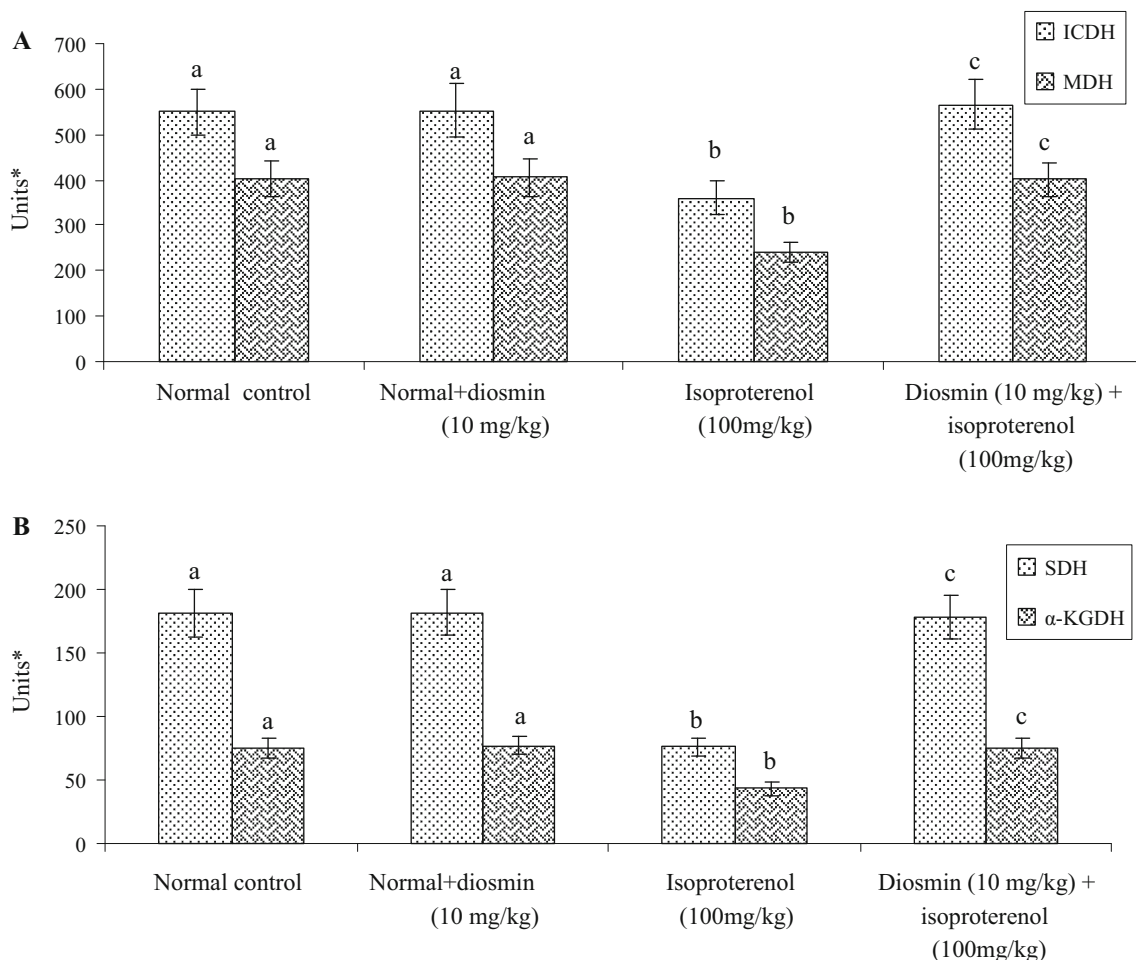 A
ICDH
MDH
700
600
500
400
300
200
100
0
Units*
a
a
a
a
b
b
c
c
Normal control
Normal+diosmin
(10 mg/kg)
Isoproterenol
(100mg/kg)
Diosmin (10 mg/kg) +
isoproterenol
(100mg/kg)
B
SDH
α-KGDH
250
200
150
100
50
0
Units*
a
a
a
a
b
b
c
c
Normal control
Normal+diosmin
(10 mg/kg)
Isoproterenol
(100mg/kg)
Diosmin (10 mg/kg) +
isoproterenol
(100mg/kg)